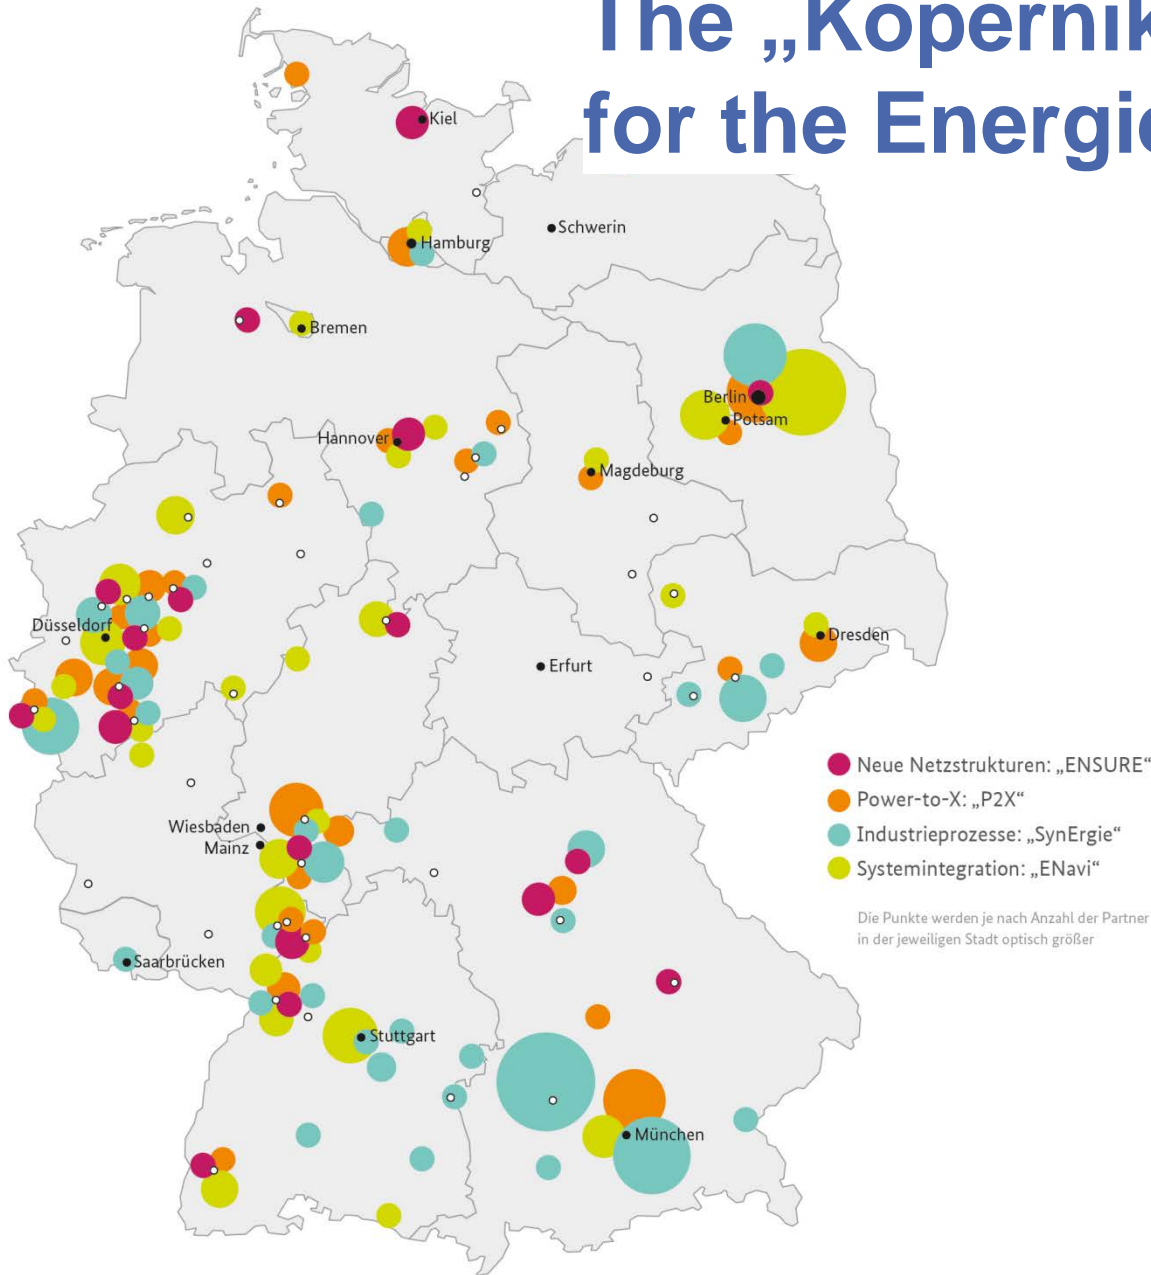 The „Kopernik
for the Energie
Kiel
Schwerin
Hamburg
Bremen
Berlin
Potsam
Hannover
Magdeburg
Düsseldorf
Dresden
Erfurt
Neue Netzstrukturen: „ENSURE“
Power-to-X: „P2X“
Industrieprozesse: „SynErgie“
Systemintegration: „ENavi“
Die Punkte werden je nach Anzahl der Partner
in der jeweiligen Stadt optisch größer
Wiesbaden
Mainz
Saarbrücken
Stuttgart
München